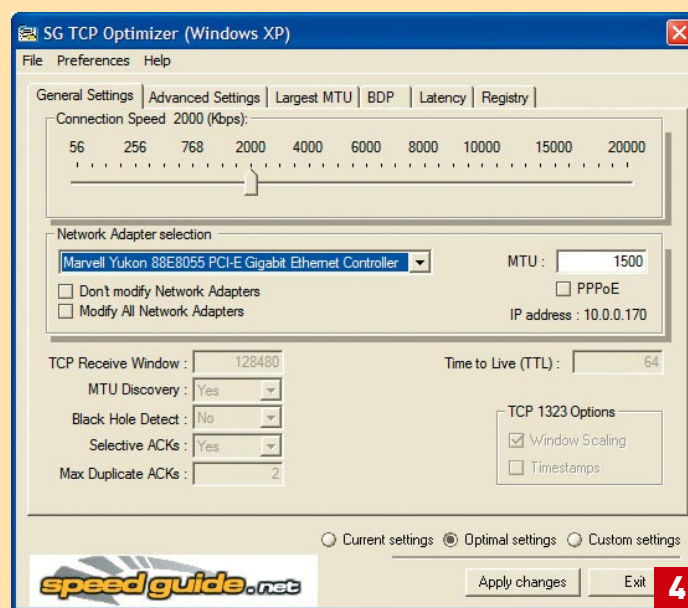 SG TCP Optimizer (Windows XP)
File Preferences Help
General Settings Advanced Settings Largest MTU BDP Latency Registry
Connection Speed 2000 (Kbps):
56 256 768 2000 4000 6000 8000 10000 15000 20000
Network Adapter selection
Marvell Yukon 88E8055 PCI-E Gigabit Ethernet Controller
MTU : 1500
Don't modify Network Adapters
PPPoE
Modify All Network Adapters
IP address : 10.0.0.170
TCP Receive Window : 128480
Time to Live (TTL) : 64
MTU Discovery : Yes
Black Hole Detect : No
TCP 1323 Options
Selective ACKs : Yes
Window Scaling
Max Duplicate ACKs : 2
Timestamps
Current settings Optimal settings Custom settings
speedguide.net
Apply changes Exit
4